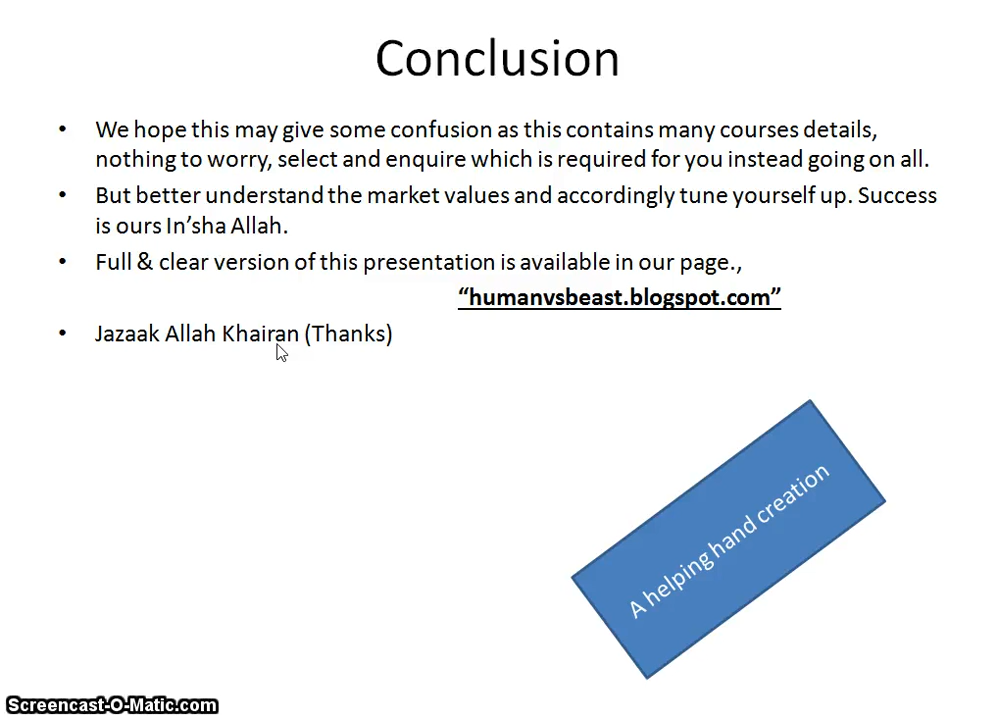 Conclusion
• We hope this may give some confusion as this contains many courses details,
nothing to worry, select and enquire which is required for you instead going on all.
• But better understand the market values and accordingly tune yourself up. Success
is ours In’sha Allah.
• Full & clear version of this presentation is available in our page.,
“humanvsbeast.blogspot.com”
• Jazaak Allah Khairan (Thanks)
A helping hand creation
Screencast-O-Matic.com